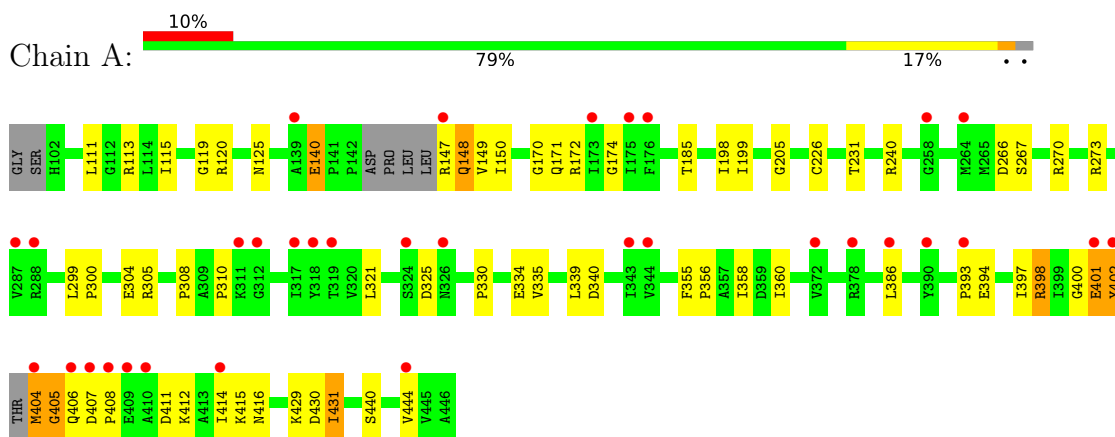 10%
Chain A:
79% 17% • •
GLY SER H102 L111 G112 R113 L114 I115 G119 R120 N125 A139 E140 P141 P142 ASP PRO LEU LEU R147 Q148 V149 I150 G170 Q171 R172 I173 G174 I175 F176 T185 I198 I199 G205 C226 T231 R240 G258 M264 M265 D266 S267 R270 R273
V287 R288 L299 P300 E304 R305 P308 A309 P310 K311 G312 I317 Y318 T319 V320 L321 S324 D325 N326 P330 E334 V335 L339 D340 I343 V344 F355 P356 A357 I358 D359 I360 V372 R378 L386 Y390 P393 E394 I397 R398 I399 G400 E401
THR M404 G405 Q406 D407 P408 E409 A410 D411 K412 A413 I414 K415 N416 K429 D430 I431 S440 V444 V445 A446